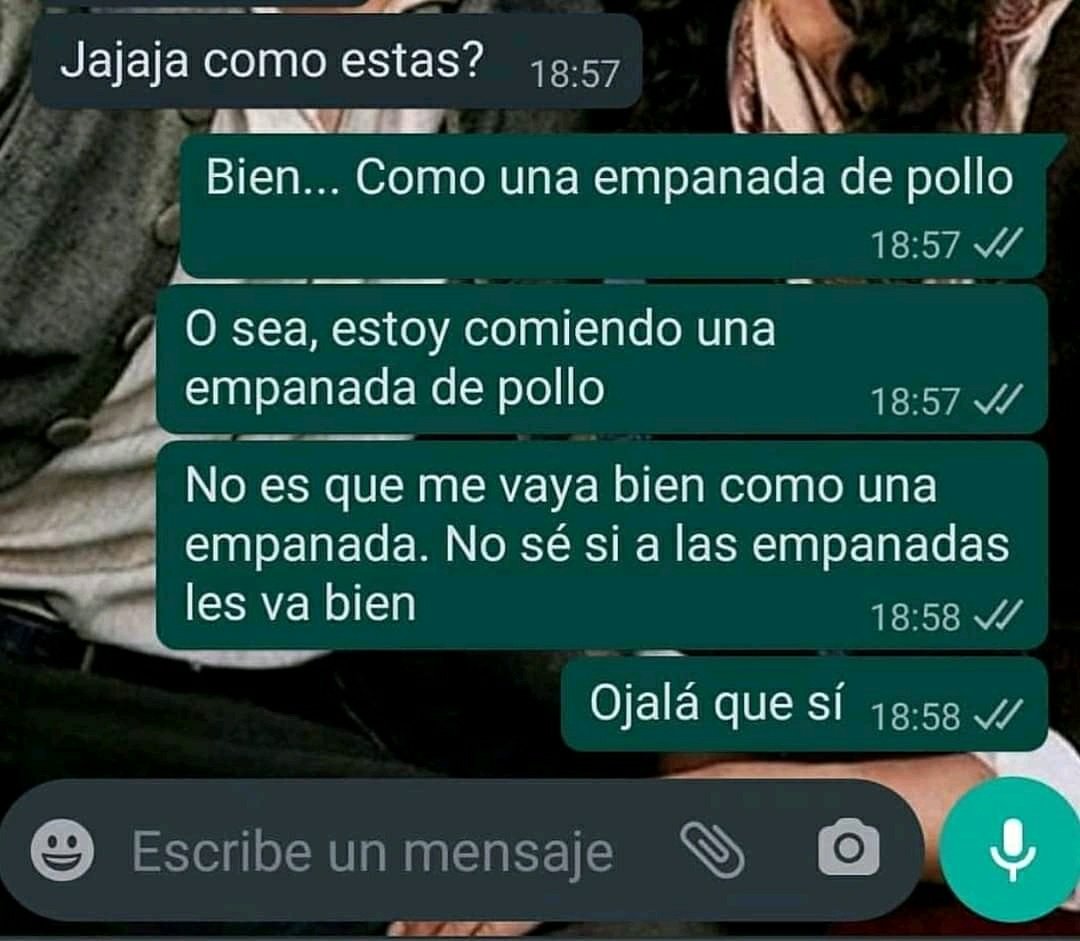 Jajaja como estas? 18:57
Bien... Como una empanada de pollo
18:57
O sea, estoy comiendo una
empanada de pollo 18:57
No es que me vaya bien como una
empanada. No sé si a las empanadas
les va bien 18:58
Ojalá que sí 18:58
Escribe un mensaje